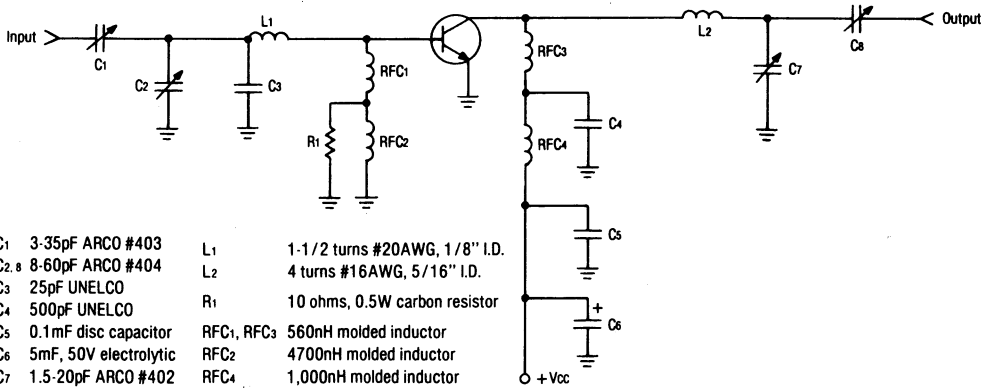 Input
C1
C2
C3
L1
RFC1
R1
RFC2
RFC3
C4
RFC4
C5
C6
+
+Vcc
L2
C7
C8
Output
C1 3-35pF ARCO #403
C2, 8 8-60pF ARCO #404
C3 25pF UNELCO
C4 500pF UNELCO
C5 0.1mF disc capacitor
C6 5mF, 50V electrolytic
C7 1.5-20pF ARCO #402
L1 1-1/2 turns #20AWG, 1/8" I.D.
L2 4 turns #16AWG, 5/16" I.D.
R1 10 ohms, 0.5W carbon resistor
RFC1, RFC3 560nH molded inductor
RFC2 4700nH molded inductor
RFC4 1,000nH molded inductor